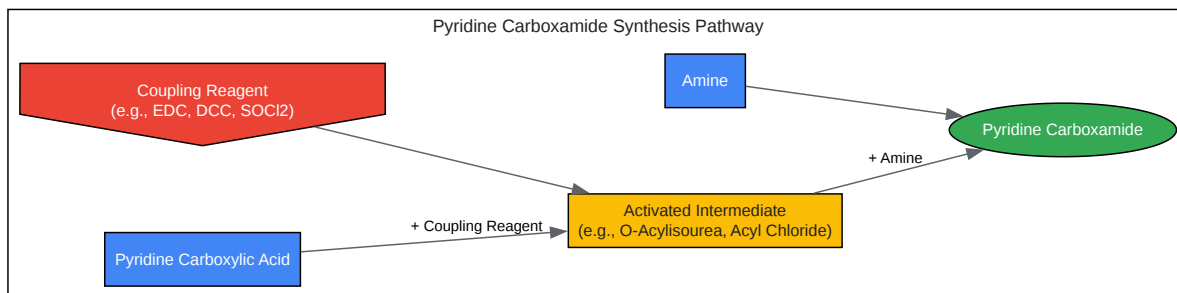 Pyridine Carboxamide Synthesis Pathway
Coupling Reagent
(e.g., EDC, DCC, SOCl2)
Amine
Pyridine Carboxamide
+ Amine
Activated Intermediate
(e.g., O-Acylisourea, Acyl Chloride)
+ Coupling Reagent
Pyridine Carboxylic Acid